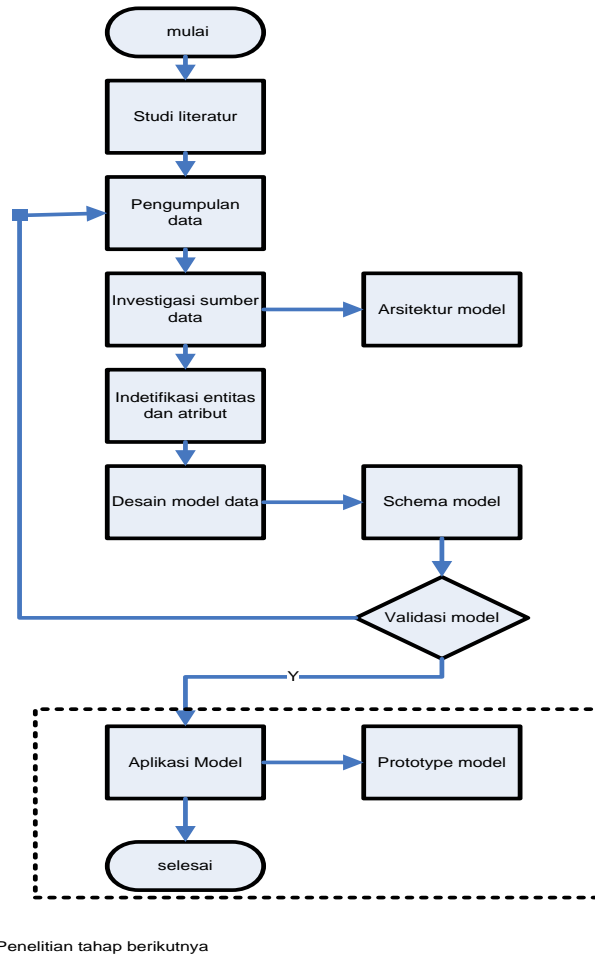 mulai
Studi literatur
Pengumpulan
data
Investigasi sumber
data
Arsitektur model
Indetifikasi entitas
dan atribut
Desain model data
Schema model
Validasi model
Y
Aplikasi Model
Prototype model
selesai
Penelitian tahap berikutnya